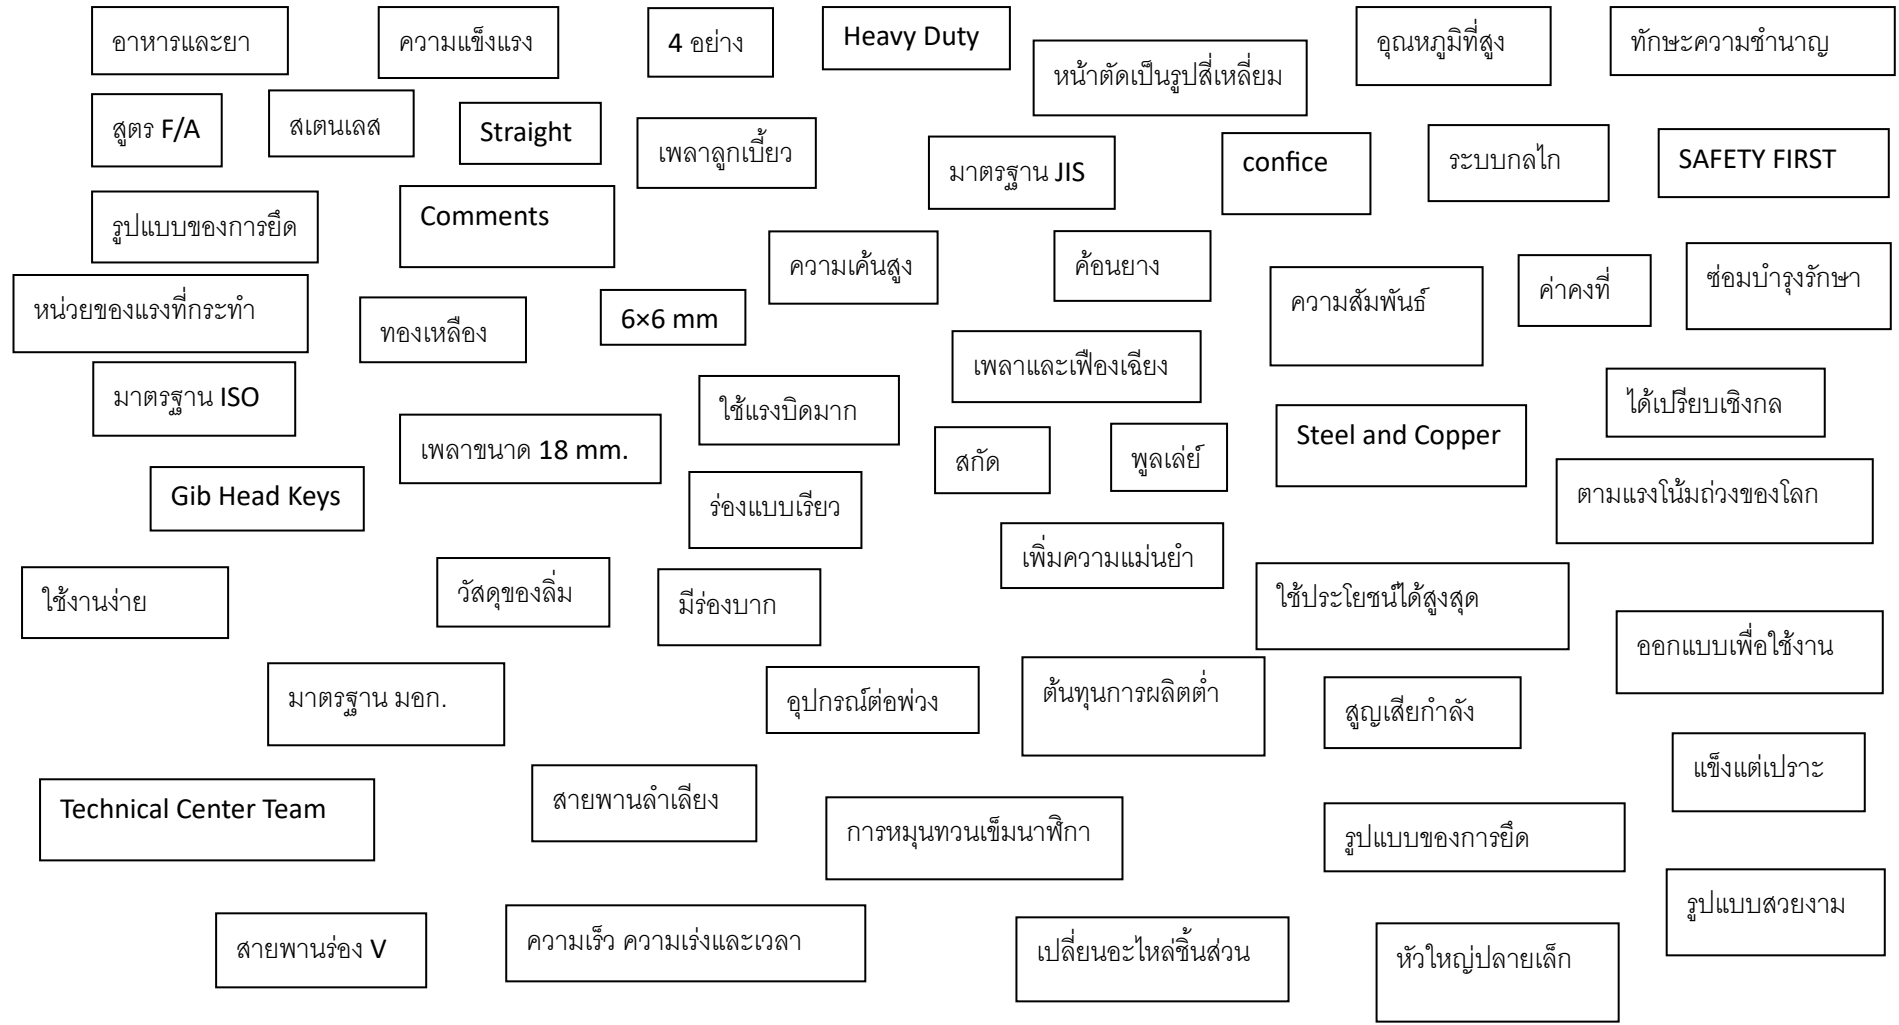 อาหารและยา
ความแข็งแรง
4 อย่าง
Heavy Duty
หน้าตัดเป็นรูปสี่เหลี่ยม
อุณหภูมิที่สูง
ทักษะความชำนาญ
สูตร F/A
สเตนเลส
Straight
เพลาลูกเบี้ยว
มาตรฐาน JIS
confice
ระบบกลไก
SAFETY FIRST
รูปแบบของการยึด
Comments
ความเค้นสูง
ค้อนยาง
ความสัมพันธ์
ค่าคงที่
ซ่อมบำรุงรักษา
หน่วยของแรงที่กระทำ
ทองเหลือง
6×6 mm
เพลาและเฟืองเฉียง
มาตรฐาน ISO
ใช้แรงบิดมาก
ได้เปรียบเชิงกล
เพลาขนาด 18 mm.
สกัด
พูลเล่ย์
Steel and Copper
Gib Head Keys
ร่องแบบเรียว
ตามแรงโน้มถ่วงของโลก
เพิ่มความแม่นยำ
ใช้งานง่าย
วัสดุของลิ่ม
มีร่องบาก
ใช้ประโยชน์ได้สูงสุด
ออกแบบเพื่อใช้งาน
มาตรฐาน มอก.
อุปกรณ์ต่อพ่วง
ต้นทุนการผลิตต่ำ
สูญเสียกำลัง
แข็งแต่เปราะ
Technical Center Team
สายพานลำเลียง
การหมุนทวนเข็มนาฬิกา
รูปแบบของการยึด
รูปแบบสวยงาม
สายพานร่อง V
ความเร็ว ความเร่งและเวลา
เปลี่ยนอะไหล่ชิ้นส่วน
หัวใหญ่ปลายเล็ก